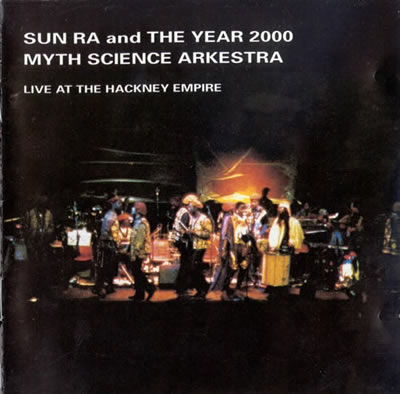 SUN RA and THE YEAR 2000
MYTH SCIENCE ARKESTRA
LIVE AT THE HACKNEY EMPIRE